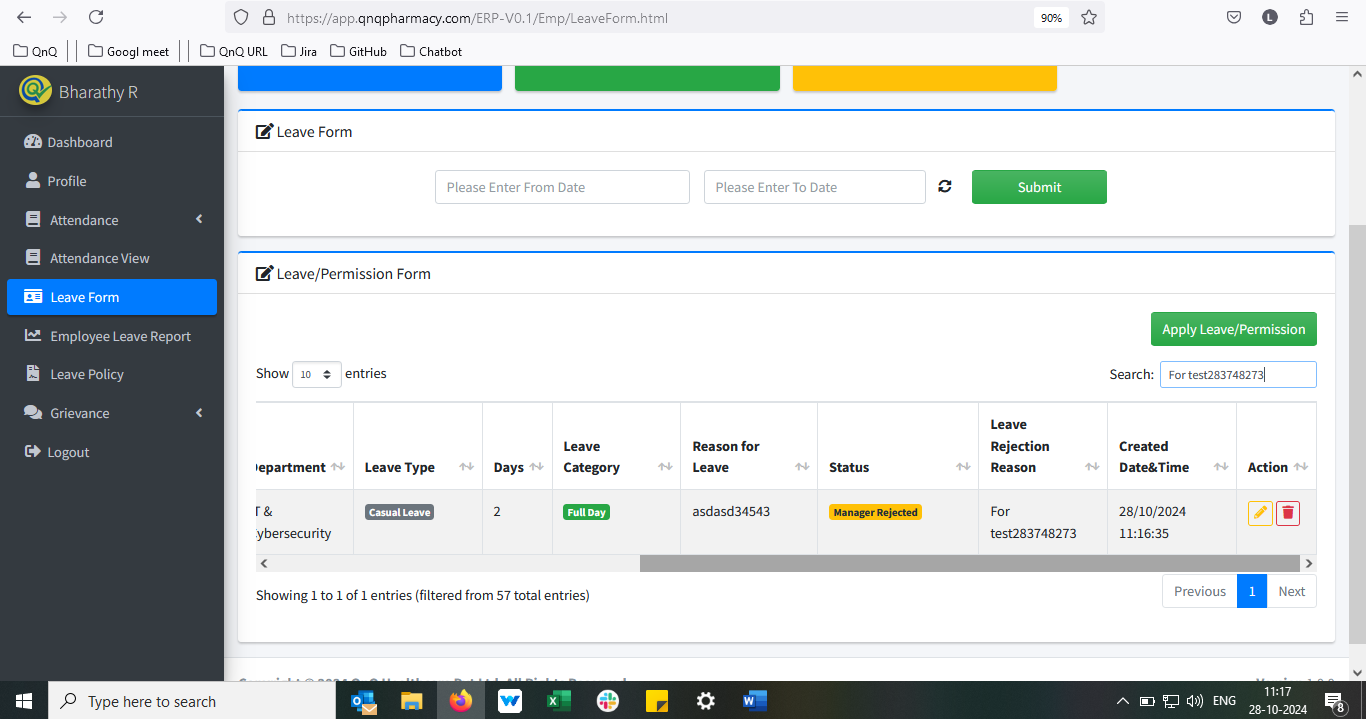 https://app.qnqpharmacy.com/ERP-V0.1/Emp/LeaveForm.html
90%
L
QnQ
Googl meet
QnQ URL
Jira
GitHub
Chatbot
Bharathy R
Dashboard
Profile
Attendance
Attendance View
Leave Form
Employee Leave Report
Leave Policy
Grievance
Logout
Leave Form
Please Enter From Date
Please Enter To Date
Submit
Leave/Permission Form
Apply Leave/Permission
Show 10 entries
Search: For test283748273
epartment
Leave Type
Days
Leave
Category
Reason for
Leave
Status
Leave
Rejection
Reason
Created
Date&Time
Action
T &
ybersecurity
Casual Leave
2
Full Day
asdasd34543
Manager Rejected
For
test283748273
28/10/2024
11:16:35
Showing 1 to 1 of 1 entries (filtered from 57 total entries)
Previous
1
Next
Type here to search
ENG
11:17
28-10-2024
8